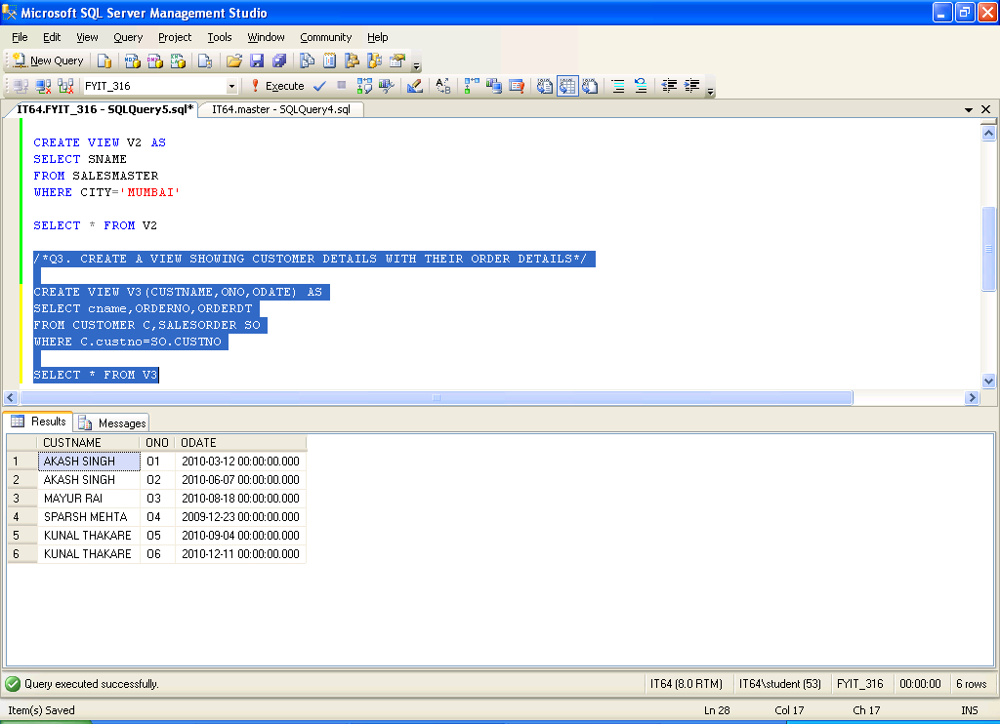 Microsoft SQL Server Management Studio
File Edit View Query Project Tools Window Community Help
New Query
FYIT_316 Execute
IT64.FYIT_316 - SQLQuery5.sql* IT64.master - SQLQuery4.sql
CREATE VIEW V2 AS
SELECT SNAME
FROM SALESMASTER
WHERE CITY='MUMBAI'
SELECT * FROM V2
/*Q3. CREATE A VIEW SHOWING CUSTOMER DETAILS WITH THEIR ORDER DETAILS*/
CREATE VIEW V3(CUSTNAME,ONO,ODATE) AS
SELECT cname,ORDERNO,ORDERDT
FROM CUSTOMER C,SALESORDER SO
WHERE C.custno=SO.CUSTNO
SELECT * FROM V3
Results Messages
CUSTNAME ONO ODATE
1 AKASH SINGH O1 2010-03-12 00:00:00.000
2 AKASH SINGH O2 2010-06-07 00:00:00.000
3 MAYUR RAI O3 2010-08-18 00:00:00.000
4 SPARSH MEHTA O4 2009-12-23 00:00:00.000
5 KUNAL THAKARE O5 2010-09-04 00:00:00.000
6 KUNAL THAKARE O6 2010-12-11 00:00:00.000
Query executed successfully. IT64 (8.0 RTM) IT64\student (53) FYIT_316 00:00:00 6 rows
Item(s) Saved Ln 28 Col 17 Ch 17 INS